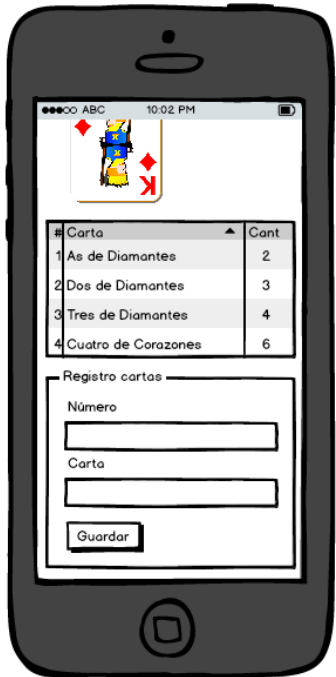 ABC 10:02 PM
K
# Carta Cant
1 As de Diamantes 2
2 Dos de Diamantes 3
3 Tres de Diamantes 4
4 Cuatro de Corazones 6
Registro cartas
Número
Carta
Guardar